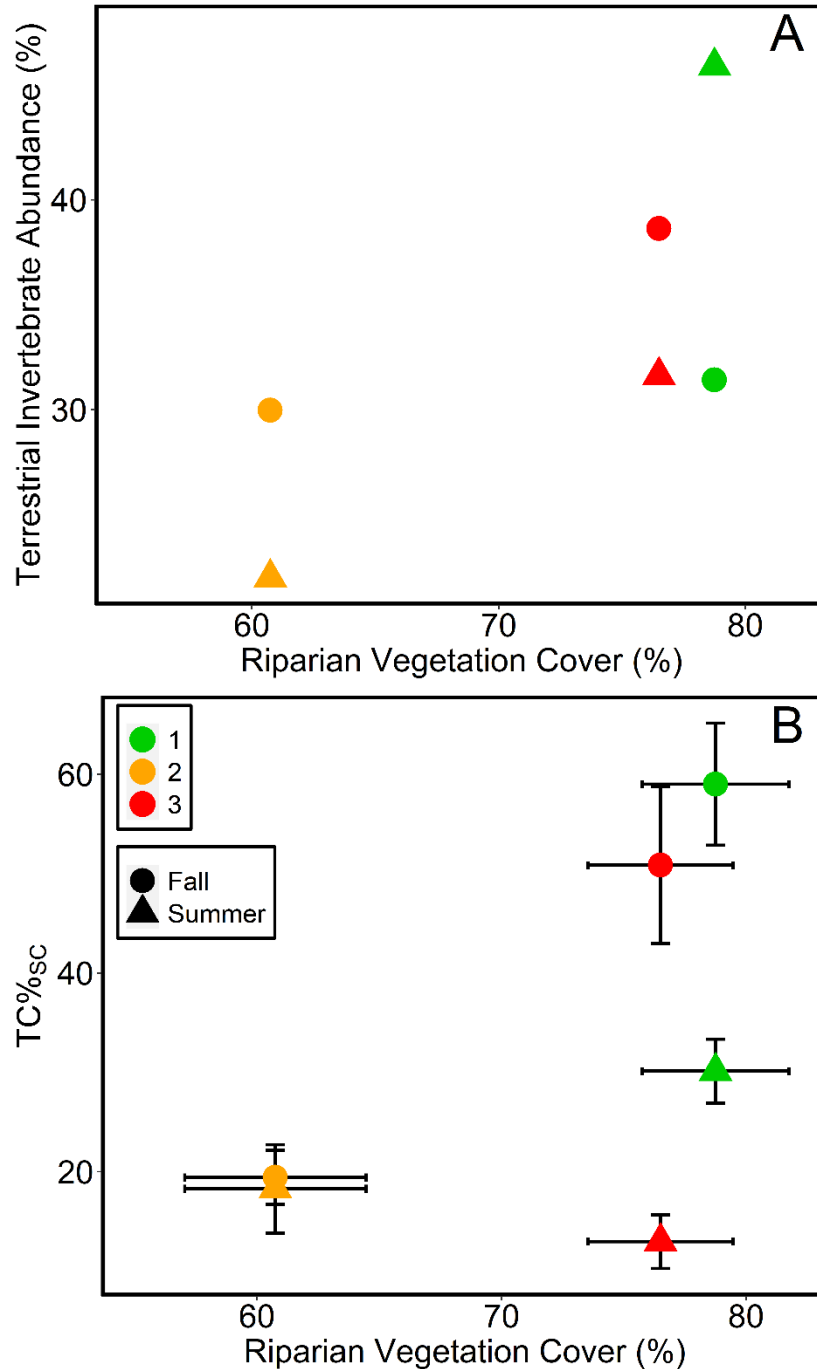 A
Terrestrial Invertebrate Abundance (%)
40
30
60 70 80
Riparian Vegetation Cover (%)
B
1
2
3
Fall
Summer
TC%SC
60
40
20
60 70 80
Riparian Vegetation Cover (%)